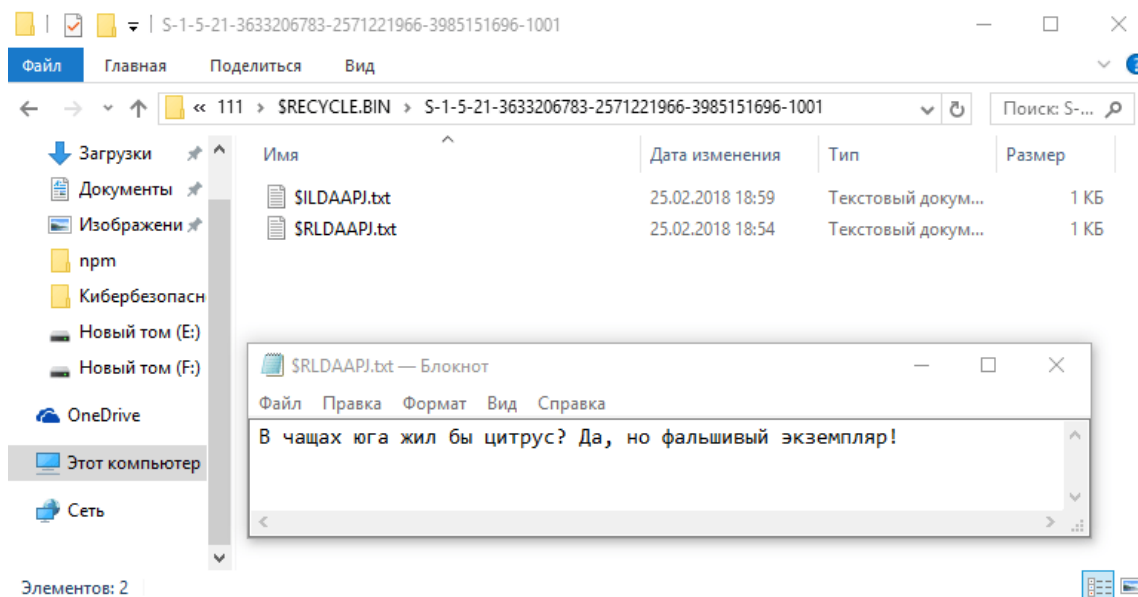 S-1-5-21-3633206783-2571221966-3985151696-1001
Файл Главная Поделиться Вид
« 111 > $RECYCLE.BIN > S-1-5-21-3633206783-2571221966-3985151696-1001 Поиск: S-...
Загрузки
Документы
Изображени
npm
Кибербезопасн
Новый том (E:)
Новый том (F:)
OneDrive
Этот компьютер
Сеть
Имя Дата изменения Тип Размер
$ILDAAPJ.txt 25.02.2018 18:59 Текстовый докум... 1 КБ
$RLDAAPJ.txt 25.02.2018 18:54 Текстовый докум... 1 КБ
$RLDAAPJ.txt — Блокнот
Файл Правка Формат Вид Справка
В чащах юга жил бы цитрус? Да, но фальшивый экземпляр!
Элементов: 2